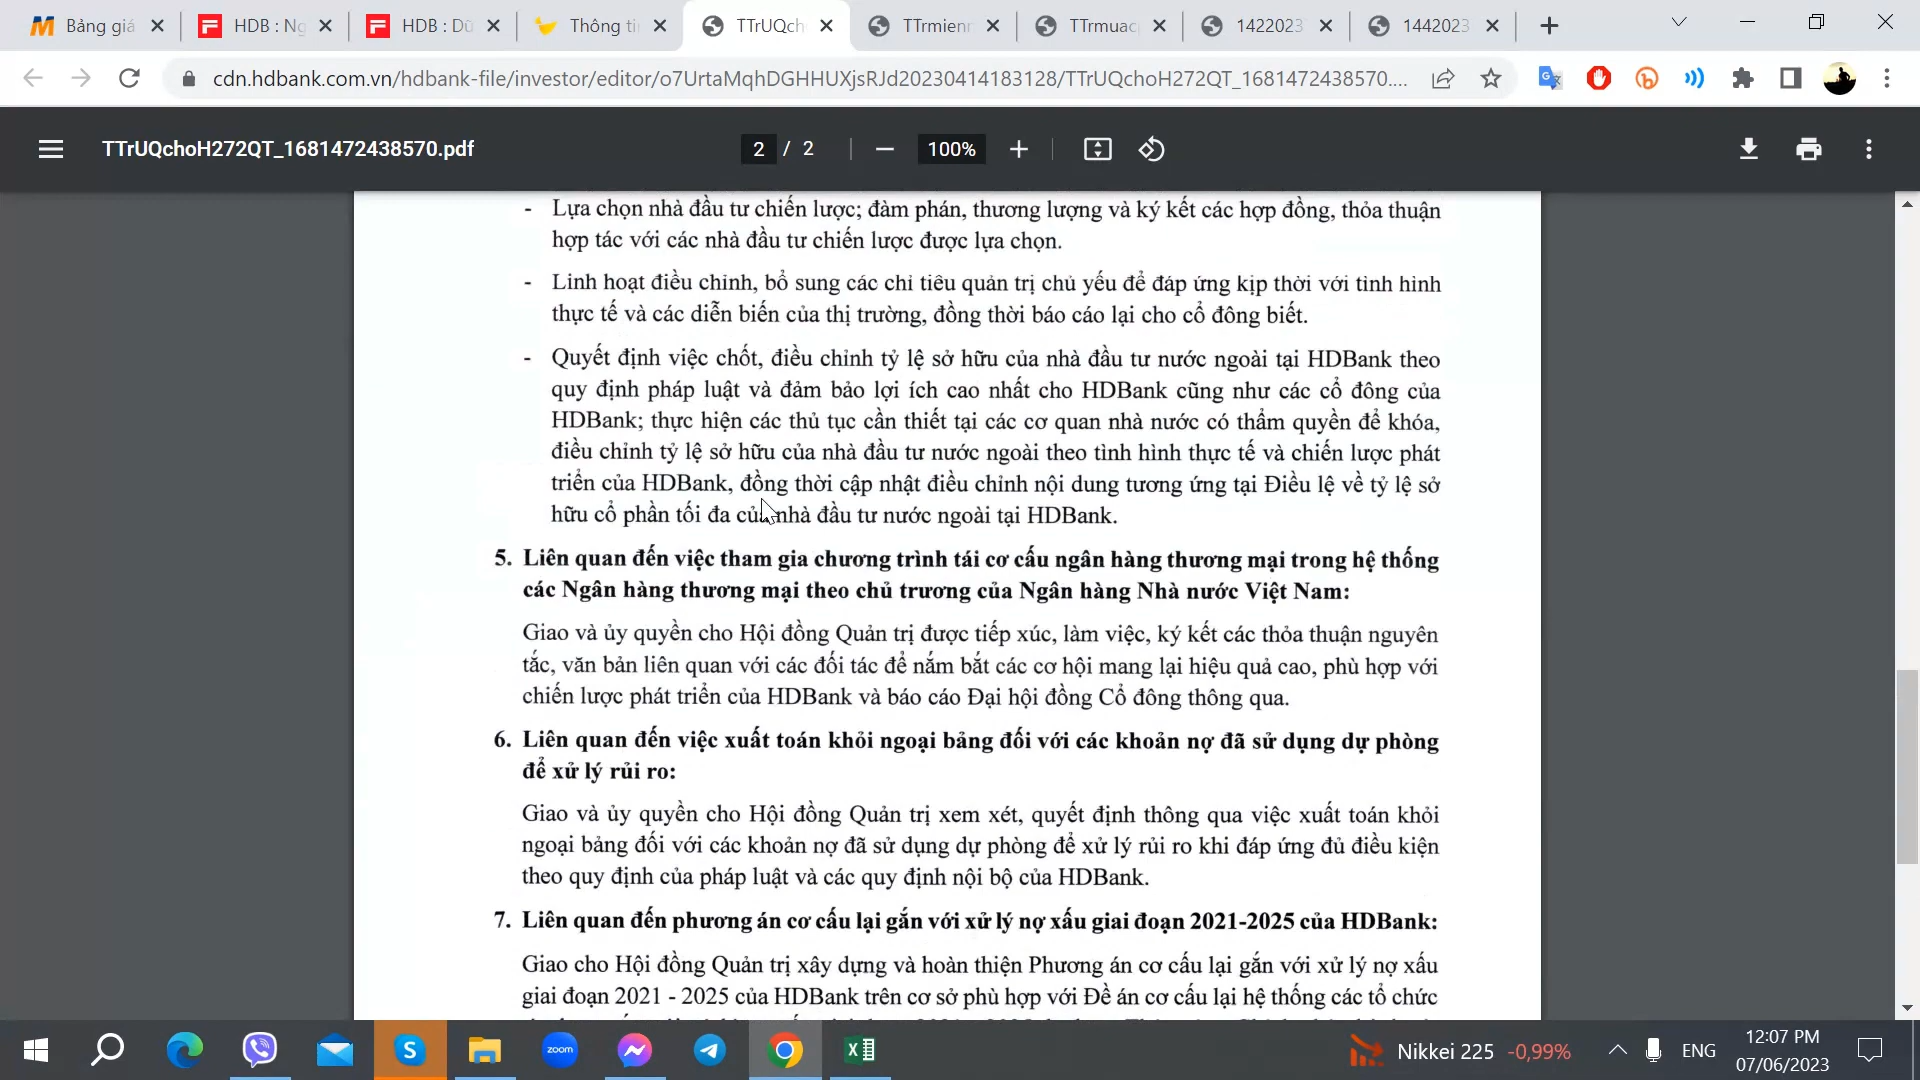 Bảng giá
HDB : Ng
HDB : Dữ
Thông ti
TTrUQch
TTrmienr
TTrmuac
1422023
1442023
cdn.hdbank.com.vn/hdbank-file/investor/editor/o7UrtaMqhDGHHUXjsRJd20230414183128/TTrUQchoH272QT_1681472438570....
TTrUQchoH272QT_1681472438570.pdf
2 / 2
100%
- Lựa chọn nhà đầu tư chiến lược; đàm phán, thương lượng và ký kết các hợp đồng, thỏa thuận
hợp tác với các nhà đầu tư chiến lược được lựa chọn.
- Linh hoạt điều chỉnh, bổ sung các chỉ tiêu quản trị chủ yếu để đáp ứng kịp thời với tình hình
thực tế và các diễn biến của thị trường, đồng thời báo cáo lại cho cổ đông biết.
- Quyết định việc chốt, điều chỉnh tỷ lệ sở hữu của nhà đầu tư nước ngoài tại HDBank theo
quy định pháp luật và đảm bảo lợi ích cao nhất cho HDBank cũng như các cổ đông của
HDBank; thực hiện các thủ tục cần thiết tại các cơ quan nhà nước có thẩm quyền để khóa,
điều chỉnh tỷ lệ sở hữu của nhà đầu tư nước ngoài theo tình hình thực tế và chiến lược phát
triển của HDBank, đồng thời cập nhật điều chỉnh nội dung tương ứng tại Điều lệ về tỷ lệ sở
hữu cổ phần tối đa của nhà đầu tư nước ngoài tại HDBank.
5. Liên quan đến việc tham gia chương trình tái cơ cấu ngân hàng thương mại trong hệ thống
các Ngân hàng thương mại theo chủ trương của Ngân hàng Nhà nước Việt Nam:
Giao và ủy quyền cho Hội đồng Quản trị được tiếp xúc, làm việc, ký kết các thỏa thuận nguyên
tắc, văn bản liên quan với các đối tác để nắm bắt các cơ hội mang lại hiệu quả cao, phù hợp với
chiến lược phát triển của HDBank và báo cáo Đại hội đồng Cổ đông thông qua.
6. Liên quan đến việc xuất toán khỏi ngoại bảng đối với các khoản nợ đã sử dụng dự phòng
để xử lý rủi ro:
Giao và ủy quyền cho Hội đồng Quản trị xem xét, quyết định thông qua việc xuất toán khỏi
ngoại bảng đối với các khoản nợ đã sử dụng dự phòng để xử lý rủi ro khi đáp ứng đủ điều kiện
theo quy định của pháp luật và các quy định nội bộ của HDBank.
7. Liên quan đến phương án cơ cấu lại gắn với xử lý nợ xấu giai đoạn 2021-2025 của HDBank:
Giao cho Hội đồng Quản trị xây dựng và hoàn thiện Phương án cơ cấu lại gắn với xử lý nợ xấu
giai đoạn 2021 - 2025 của HDBank trên cơ sở phù hợp với Đề án cơ cấu lại hệ thống các tổ chức
zoom
Nikkei 225 -0,99%
ENG
12:07 PM
07/06/2023